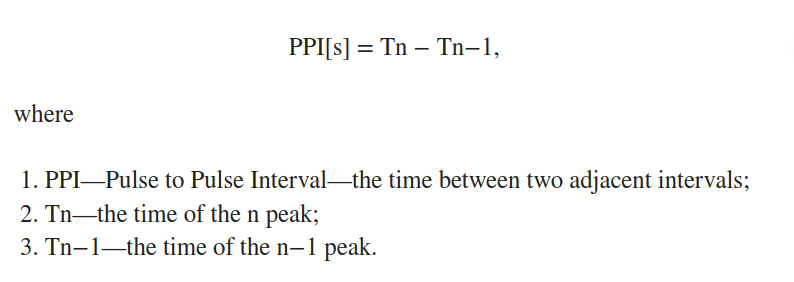 PPI[s] = Tn − Tn−1,
where
1. PPI—Pulse to Pulse Interval—the time between two adjacent intervals;
2. Tn—the time of the n peak;
3. Tn−1—the time of the n−1 peak.